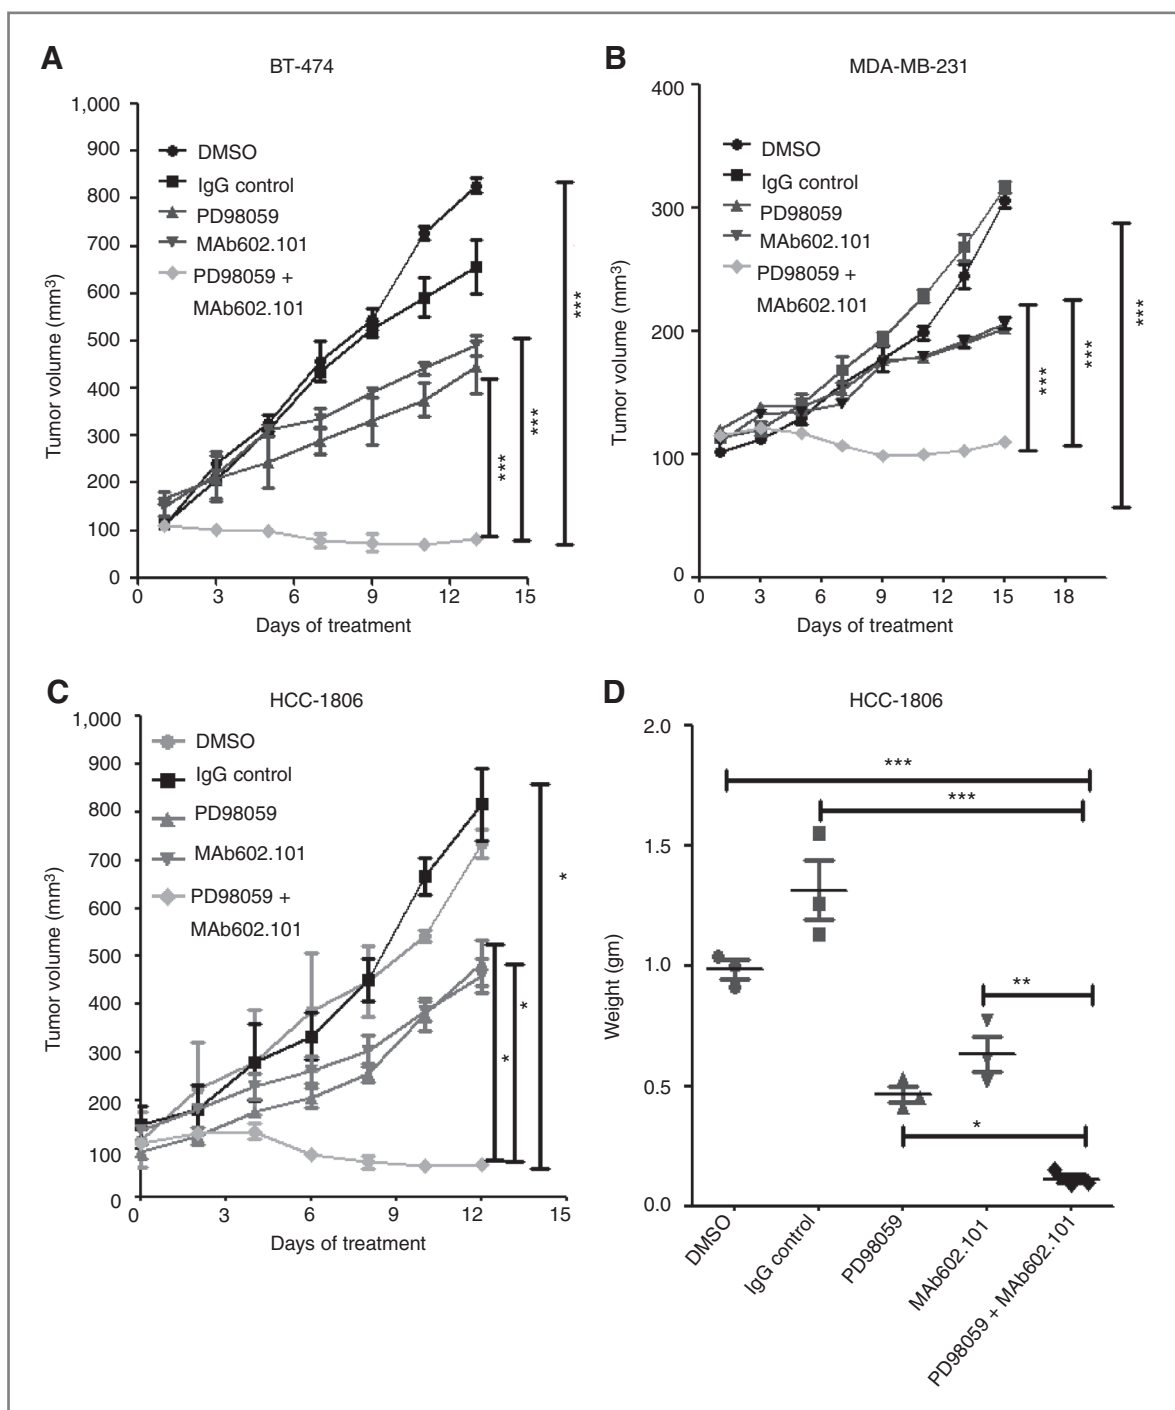 A
BT-474
1,000
900
800
700
600
500
400
300
200
100
0
Tumor volume (mm³)
DMSO
IgG control
PD98059
MAb602.101
PD98059 +
MAb602.101
***
***
***
0 3 6 9 12 15
Days of treatment
B
MDA-MB-231
400
300
200
100
0
Tumor volume (mm³)
DMSO
IgG control
PD98059
MAb602.101
PD98059 +
MAb602.101
***
***
***
0 3 6 9 12 15 18
Days of treatment
C
HCC-1806
1,000
900
800
700
600
500
400
300
200
100
0
Tumor volume (mm³)
DMSO
IgG control
PD98059
MAb602.101
PD98059 +
MAb602.101
*
*
*
0 3 6 9 12 15
Days of treatment
D
HCC-1806
2.0
1.5
1.0
0.5
0.0
Weight (gm)
***
***
**
*
DMSO
IgG control
PD98059
MAb602.101
PD98059 + MAb602.101